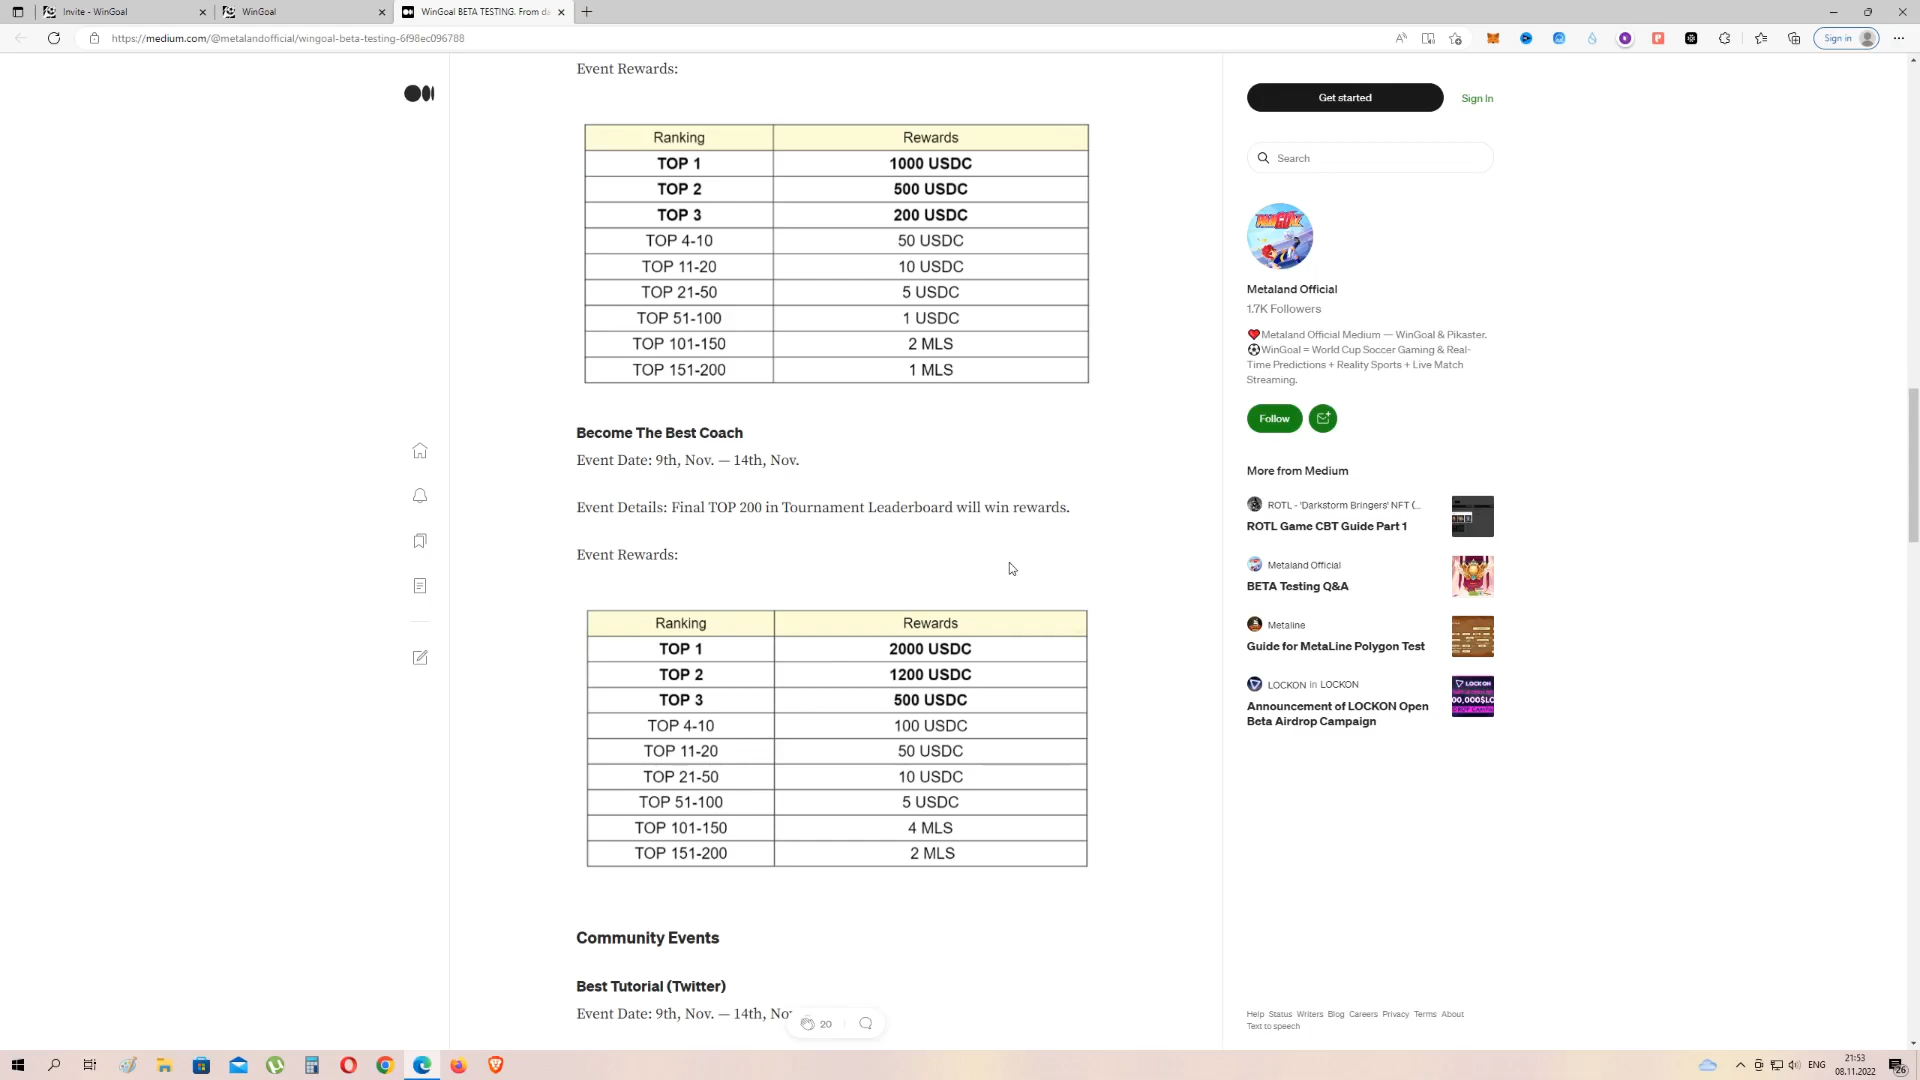 Invite - WinGoal
WinGoal
WinGoal BETA TESTING. From da
https://medium.com/@metalandofficial/wingoal-beta-testing-6f98ec096788
Sign in
Event Rewards:
Ranking Rewards
TOP 1 1000 USDC
TOP 2 500 USDC
TOP 3 200 USDC
TOP 4-10 50 USDC
TOP 11-20 10 USDC
TOP 21-50 5 USDC
TOP 51-100 1 USDC
TOP 101-150 2 MLS
TOP 151-200 1 MLS
Become The Best Coach
Event Date: 9th, Nov. — 14th, Nov.
Event Details: Final TOP 200 in Tournament Leaderboard will win rewards.
Event Rewards:
Ranking Rewards
TOP 1 2000 USDC
TOP 2 1200 USDC
TOP 3 500 USDC
TOP 4-10 100 USDC
TOP 11-20 50 USDC
TOP 21-50 10 USDC
TOP 51-100 5 USDC
TOP 101-150 4 MLS
TOP 151-200 2 MLS
Community Events
Best Tutorial (Twitter)
Event Date: 9th, Nov. — 14th, Nov
20
Get started
Sign In
Search
Metaland Official
1.7K Followers
Metaland Official Medium — WinGoal & Pikaster.
WinGoal = World Cup Soccer Gaming & Real-
Time Predictions + Reality Sports + Live Match
Streaming.
Follow
More from Medium
ROTL - 'Darkstorm Bringers' NFT (...
ROTL Game CBT Guide Part 1
Metaland Official
BETA Testing Q&A
Metaline
Guide for MetaLine Polygon Test
LOCKON in LOCKON
Announcement of LOCKON Open
Beta Airdrop Campaign
LOCKON
Help Status Writers Blog Careers Privacy Terms About
Text to speech
ENG
21:53
08.11.2022
26